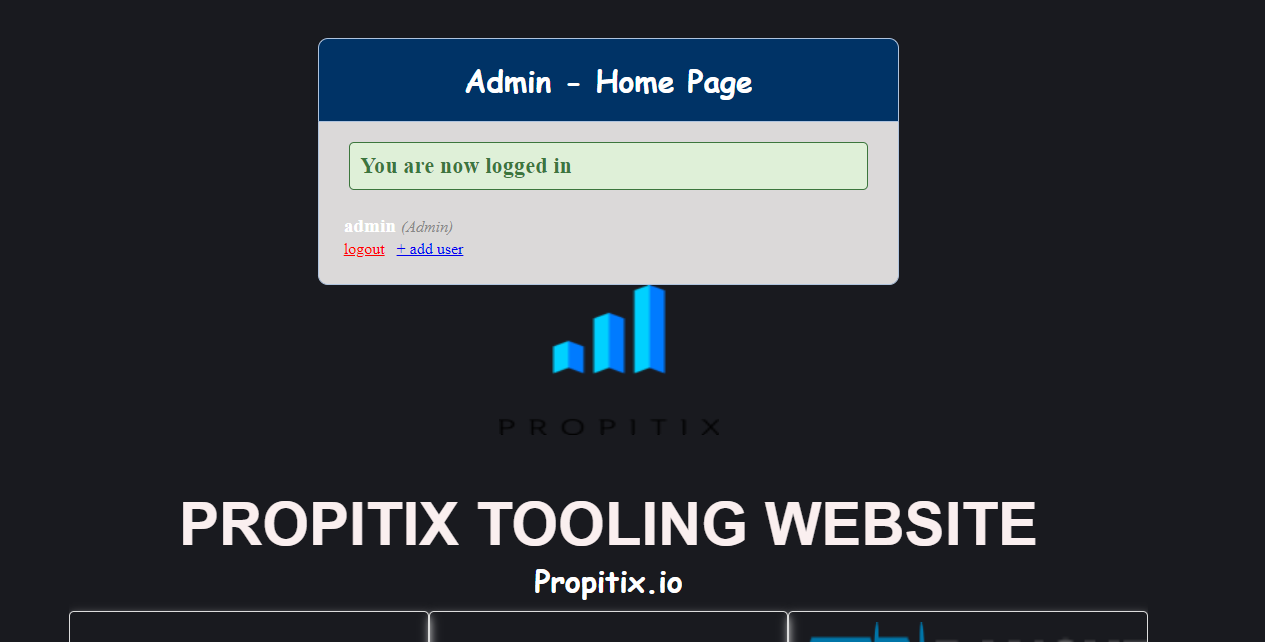 Admin - Home Page
You are now logged in
admin (Admin)
logout + add user
PROPITIX
PROPITIX TOOLING WEBSITE
Propitix.io